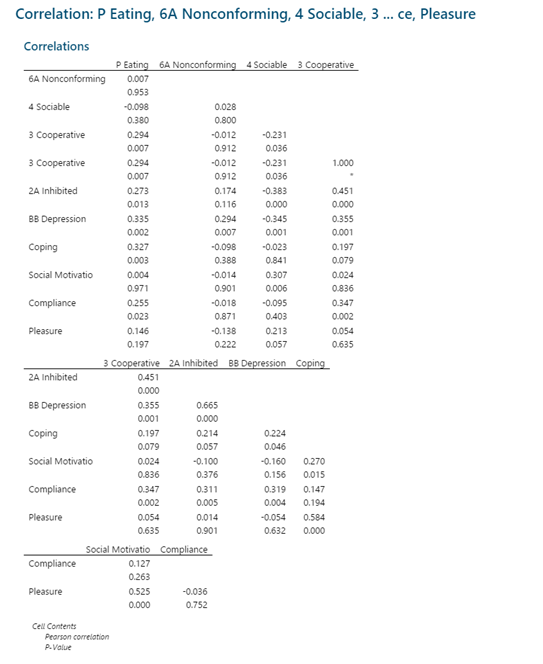 Correlation: P Eating, 6A Nonconforming, 4 Sociable, 3 ... ce, Pleasure
Correlations
P Eating 6A Nonconforming 4 Sociable 3 Cooperative
6A Nonconforming 0.007
0.953
4 Sociable -0.098 0.028
0.380 0.800
3 Cooperative 0.294 -0.012 -0.231
0.007 0.912 0.036
3 Cooperative 0.294 -0.012 -0.231 1.000
0.007 0.912 0.036 *
2A Inhibited 0.273 0.174 -0.383 0.451
0.013 0.116 0.000 0.000
BB Depression 0.335 0.294 -0.345 0.355
0.002 0.007 0.001 0.001
Coping 0.327 -0.098 -0.023 0.197
0.003 0.388 0.841 0.079
Social Motivatio 0.004 -0.014 0.307 0.024
0.971 0.901 0.006 0.836
Compliance 0.255 -0.018 -0.095 0.347
0.023 0.871 0.403 0.002
Pleasure 0.146 -0.138 0.213 0.054
0.197 0.222 0.057 0.635
3 Cooperative 2A Inhibited BB Depression Coping
2A Inhibited 0.451
0.000
BB Depression 0.355 0.665
0.001 0.000
Coping 0.197 0.214 0.224
0.079 0.057 0.046
Social Motivatio 0.024 -0.100 -0.160 0.270
0.836 0.376 0.156 0.015
Compliance 0.347 0.311 0.319 0.147
0.002 0.005 0.004 0.194
Pleasure 0.054 0.014 -0.054 0.584
0.635 0.901 0.632 0.000
Social Motivatio Compliance
Compliance 0.127
0.263
Pleasure 0.525 -0.036
0.000 0.752
Cell Contents
Pearson correlation
P-Value